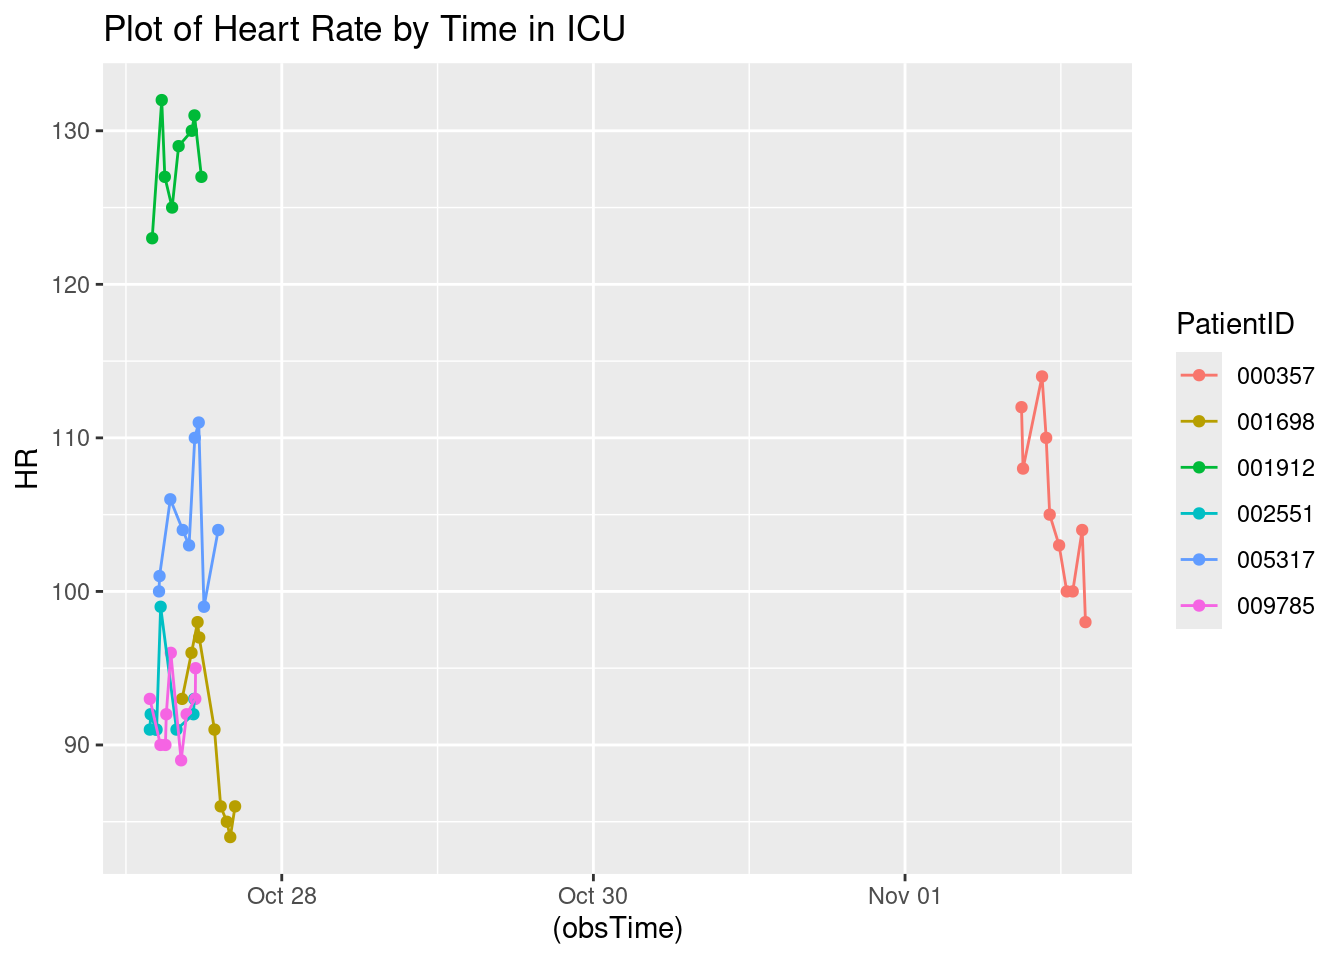 Plot of Heart Rate by Time in ICU
130
120
110
100
90
HR
Oct 28
Oct 30
Nov 01
(obsTime)
PatientID
000357
001698
001912
002551
005317
009785